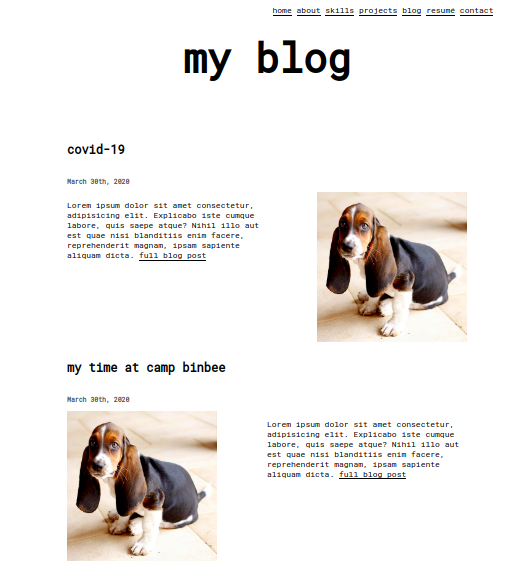 home about skills projects blog resumé contact
my blog
covid-19
March 30th, 2020
Lorem ipsum dolor sit amet consectetur,
adipisicing elit. Explicabo iste cumque
labore, quis saepe atque? Nihil illo aut
est quae nisi blanditiis enim facere,
reprehenderit magnam, ipsam sapiente
aliquam dicta. full blog post
my time at camp binbee
March 30th, 2020
Lorem ipsum dolor sit amet consectetur,
adipisicing elit. Explicabo iste cumque
labore, quis saepe atque? Nihil illo aut
est quae nisi blanditiis enim facere,
reprehenderit magnam, ipsam sapiente
aliquam dicta. full blog post